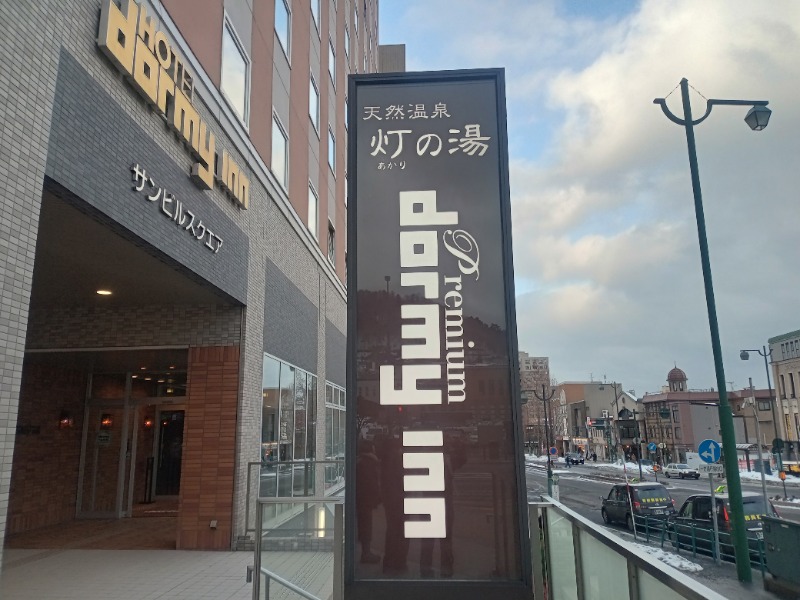 HOTEL
dormy inn
サンビルスクエア
天然温泉
灯の湯
あかり
dormy inn
Premium